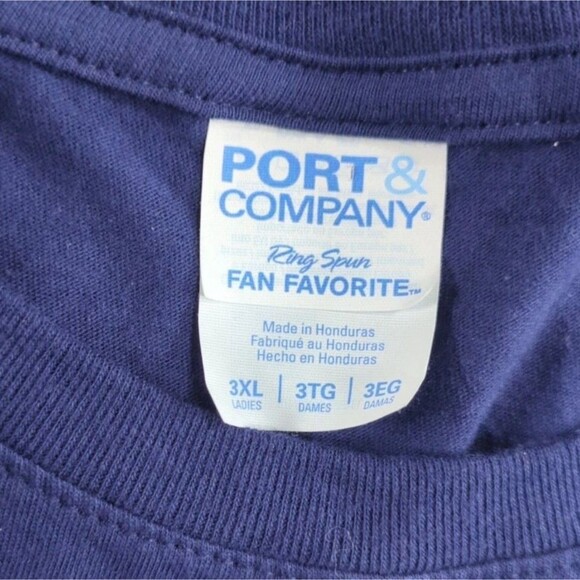 PORT &
COMPANY®
Ring Spun
FAN FAVORITE™
Made in Honduras
Fabriqué au Honduras
Hecho en Honduras
3XL | 3TG | 3EG
LADIES DAMES DAMAS